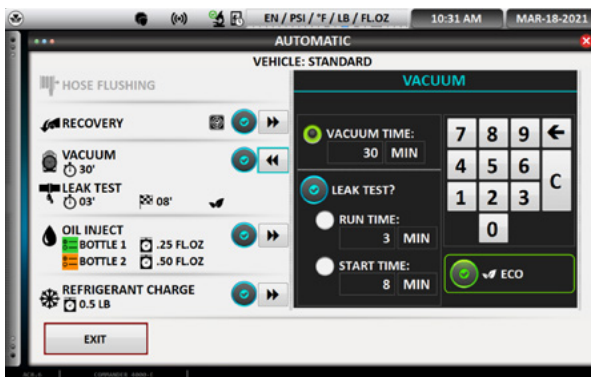 EN / PSI / °F / LB / FL.OZ
10:31 AM
MAR-18-2021
AUTOMATIC
VEHICLE: STANDARD
HOSE FLUSHING
RECOVERY
VACUUM
30'
LEAK TEST
03' 08'
OIL INJECT
BOTTLE 1 .25 FL.OZ
BOTTLE 2 .50 FL.OZ
REFRIGERANT CHARGE
0.5 LB
EXIT
VACUUM
VACUUM TIME:
30 MIN
LEAK TEST?
RUN TIME:
3 MIN
START TIME:
8 MIN
7 8 9
4 5 6
C
1 2 3
0
ECO